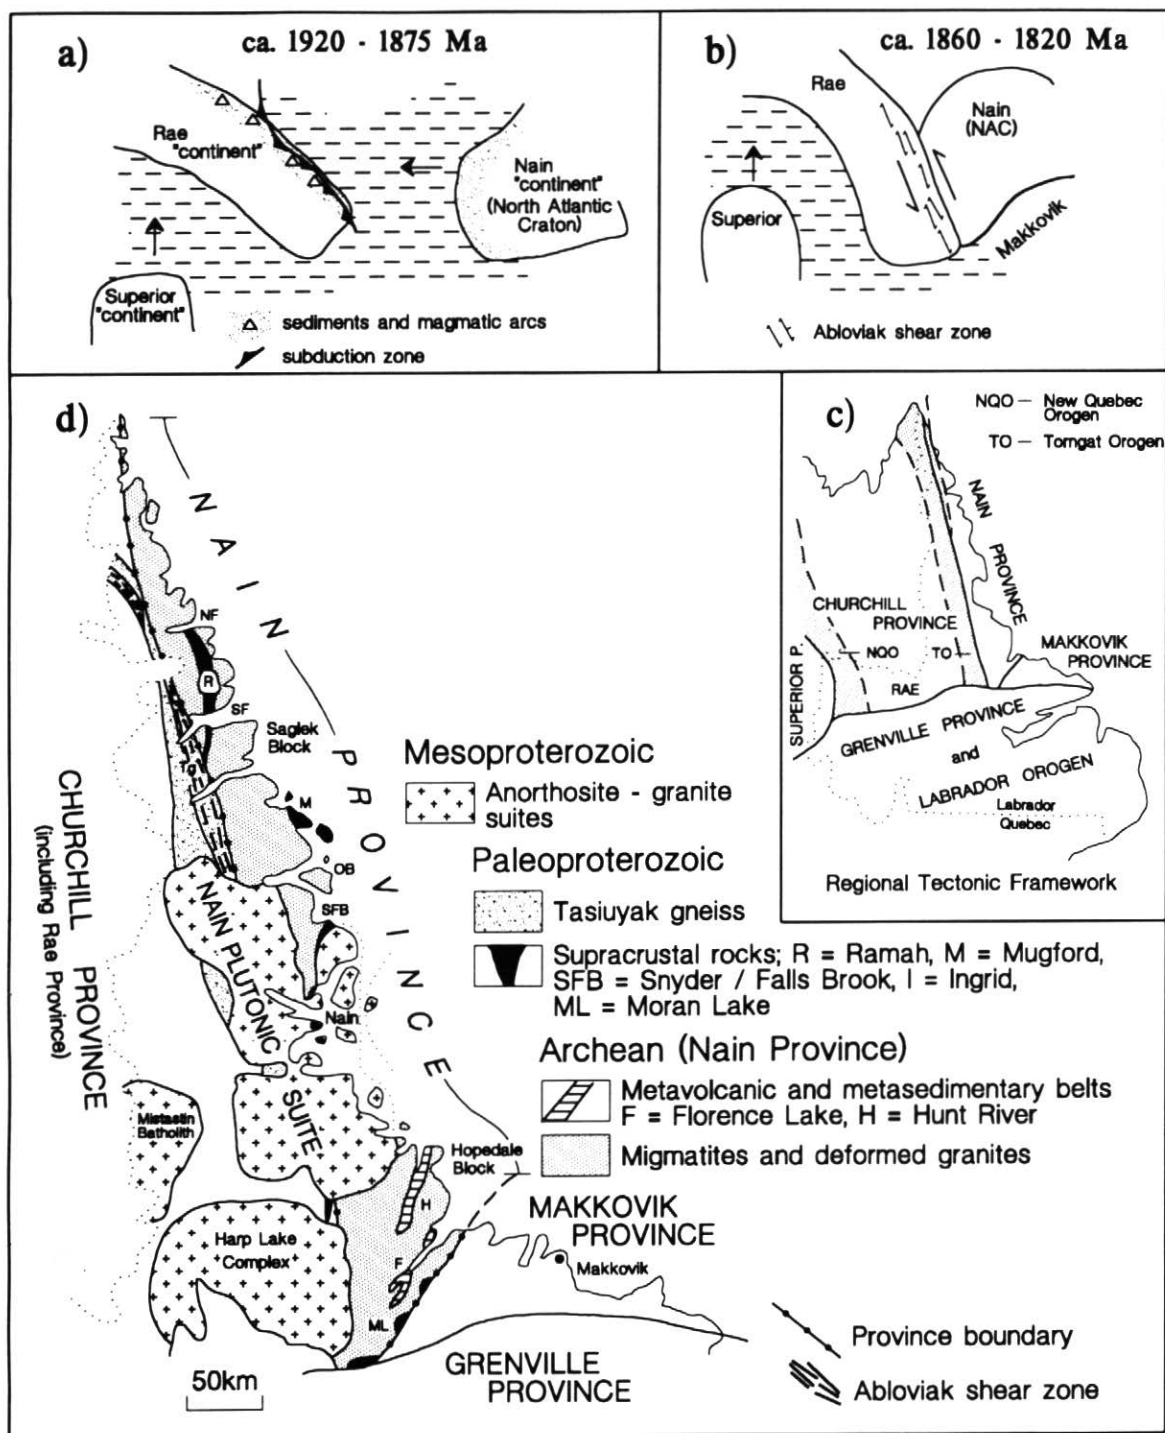 a)
ca. 1920 - 1875 Ma
Rae
"continent"
Nain
"continent"
(North Atlantic
Craton)
Superior
"continent"
sediments and magmatic arcs
subduction zone
b)
ca. 1860 - 1820 Ma
Rae
Nain
(NAC)
Superior
Makkovik
Abloviak shear zone
c)
NQO — New Quebec
Orogen
TO — Torngat Orogen
NAIN PROVINCE
CHURCHILL
PROVINCE
MAKKOVIK
PROVINCE
NQO
TO
RAE
SUPERIOR P.
GRENVILLE PROVINCE
and
LABRADOR OROGEN
Labrador
Quebec
Regional Tectonic Framework
d)
NAIN PROVINCE
NF
R
SF
Saglek
Block
Tg
M
OB
SFB
CHURCHILL PROVINCE
(including Rae Province)
NAIN PLUTONIC SUITE
Nain
Mistastin
Batholith
Hopedale
Block
H
Harp Lake
Complex
F
ML
MAKKOVIK
PROVINCE
Makkovik
GRENVILLE
PROVINCE
50km
Mesoproterozoic
Anorthosite - granite
suites
Paleoproterozoic
Tasiuyak gneiss
Supracrustal rocks; R = Ramah, M = Mugford,
SFB = Snyder / Falls Brook, I = Ingrid,
ML = Moran Lake
Archean (Nain Province)
Metavolcanic and metasedimentary belts
F = Florence Lake, H = Hunt River
Migmatites and deformed granites
Province boundary
Abloviak shear zone